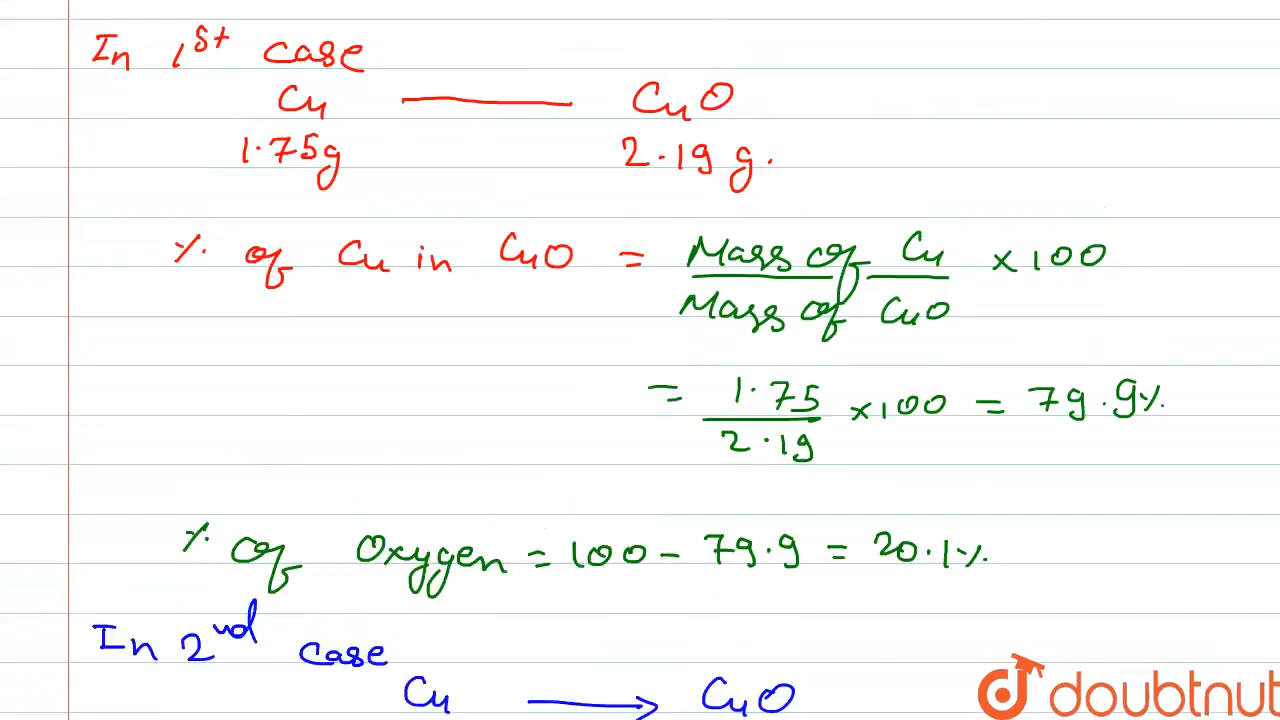 In 1st case
Cu —— CuO
1.75g 2.19 g.
% of Cu in CuO = Mass of Cu × 100
Mass of CuO
= 1.75 ×100 = 79.9%
2.19
% of Oxygen = 100 - 79.9 = 20.1%
In 2nd case
Cu → CuO
doubtnut